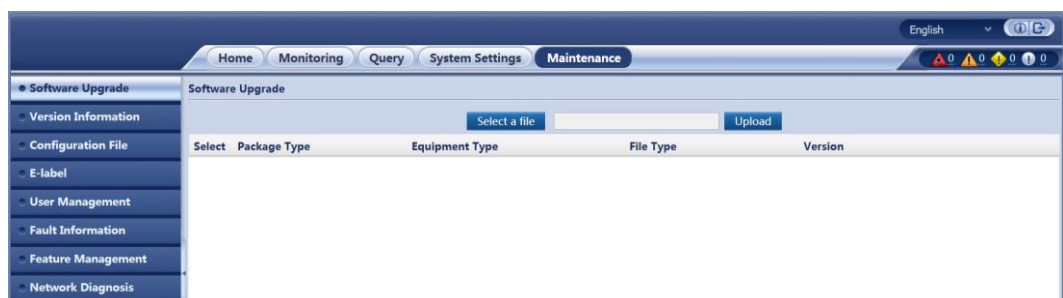 English
Home Monitoring Query System Settings Maintenance
0 0 0 0
Software Upgrade
Version Information
Configuration File
E-label
User Management
Fault Information
Feature Management
Network Diagnosis
Software Upgrade
Select a file Upload
Select Package Type Equipment Type File Type Version